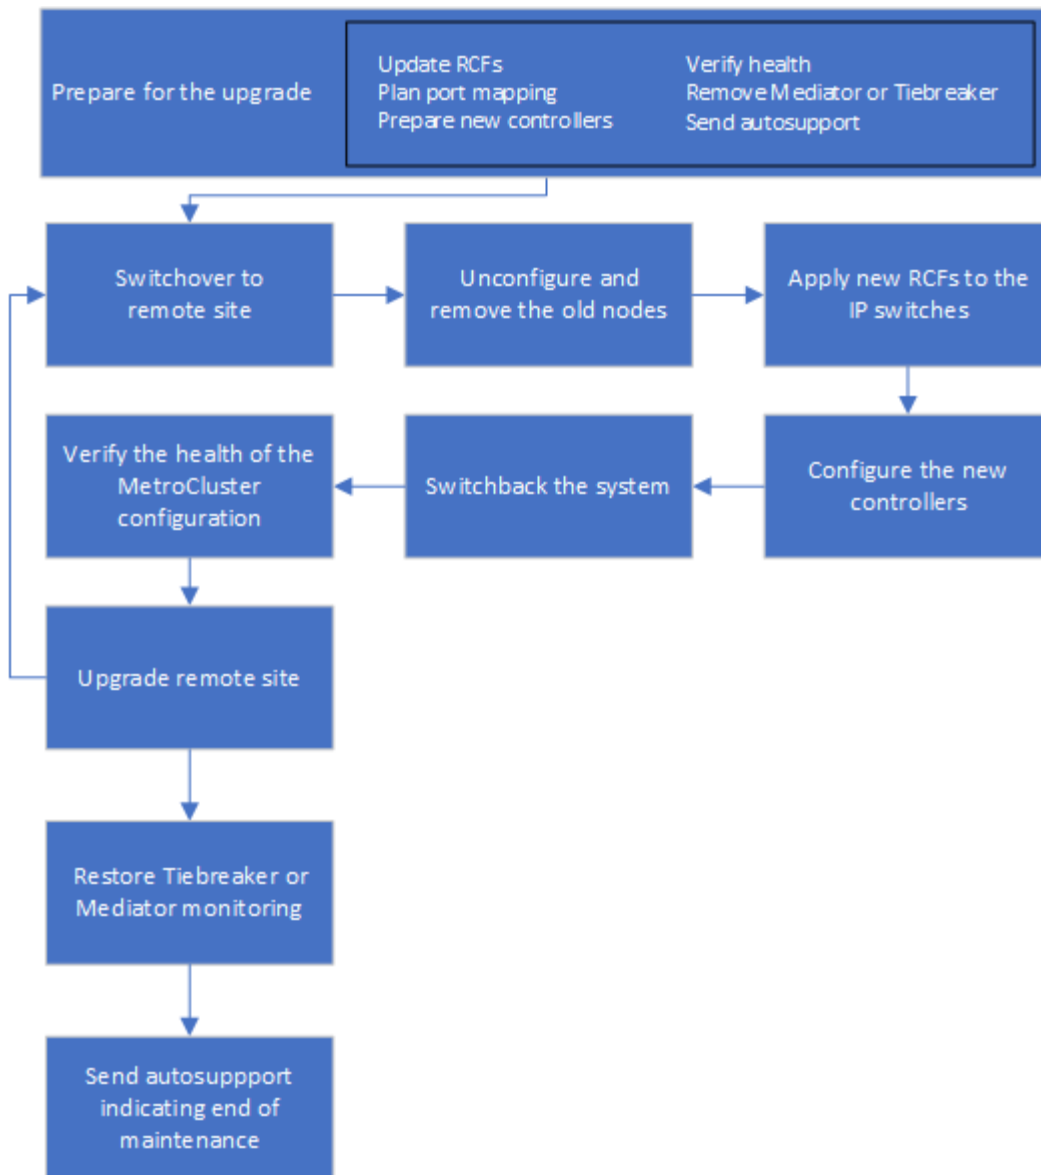 Prepare for the upgrade
Update RCFs
Plan port mapping
Prepare new controllers
Verify health
Remove Mediator or Tiebreaker
Send autosupport
Switchover to
remote site
Unconfigure and
remove the old nodes
Apply new RCFs to the
IP switches
Verify the health of the
MetroCluster
configuration
Switchback the system
Configure the new
controllers
Upgrade remote site
Restore Tiebreaker or
Mediator monitoring
Send autosuppport
indicating end of
maintenance